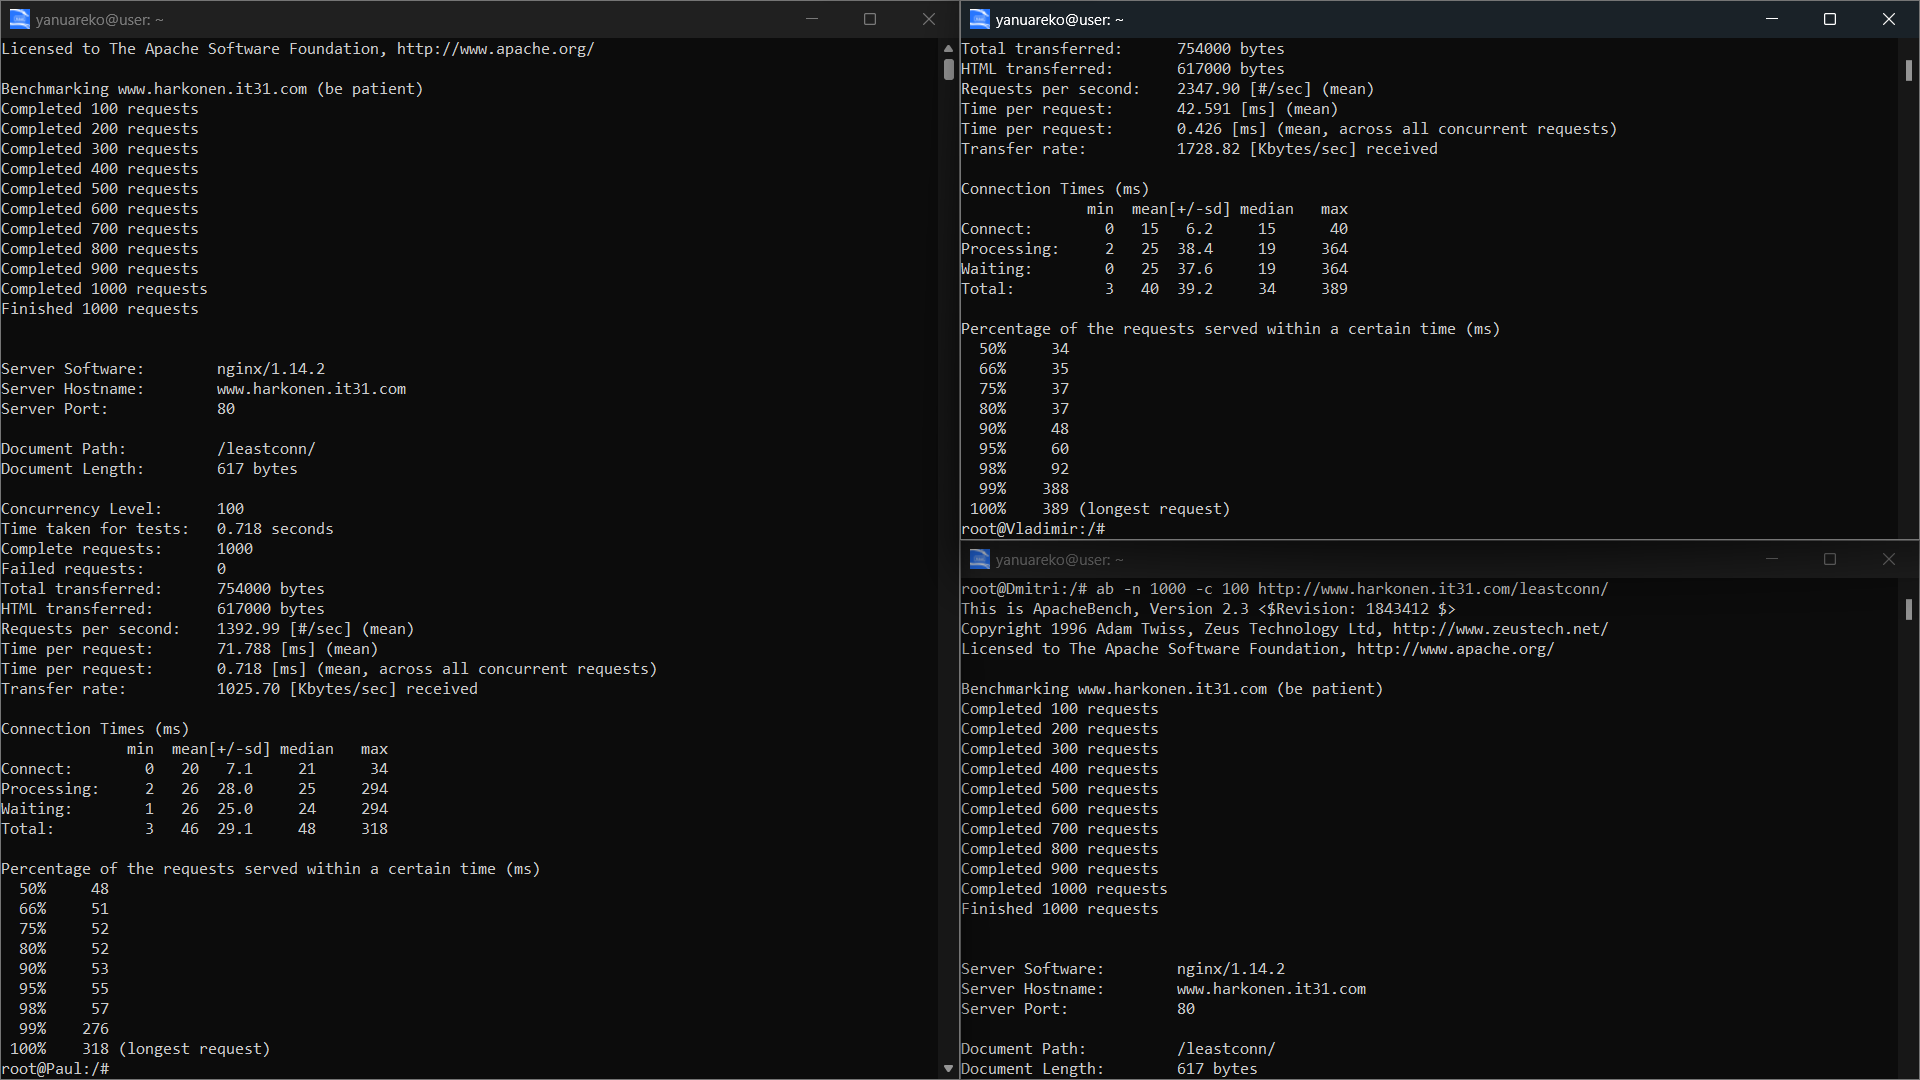 yanuareko@user: ~
Licensed to The Apache Software Foundation, http://www.apache.org/
Benchmarking www.harkonen.it31.com (be patient)
Completed 100 requests
Completed 200 requests
Completed 300 requests
Completed 400 requests
Completed 500 requests
Completed 600 requests
Completed 700 requests
Completed 800 requests
Completed 900 requests
Completed 1000 requests
Finished 1000 requests
Server Software:        nginx/1.14.2
Server Hostname:        www.harkonen.it31.com
Server Port:            80
Document Path:          /leastconn/
Document Length:        617 bytes
Concurrency Level:      100
Time taken for tests:   0.718 seconds
Complete requests:      1000
Failed requests:        0
Total transferred:      754000 bytes
HTML transferred:       617000 bytes
Requests per second:    1392.99 [#/sec] (mean)
Time per request:       71.788 [ms] (mean)
Time per request:       0.718 [ms] (mean, across all concurrent requests)
Transfer rate:          1025.70 [Kbytes/sec] received
Connection Times (ms)
              min  mean[+/-sd] median   max
Connect:        0   20   7.1     21      34
Processing:     2   26  28.0     25     294
Waiting:        1   26  25.0     24     294
Total:          3   46  29.1     48     318
Percentage of the requests served within a certain time (ms)
  50%     48
  66%     51
  75%     52
  80%     52
  90%     53
  95%     55
  98%     57
  99%    276
 100%    318 (longest request)
root@Paul:/#
yanuareko@user: ~
Total transferred:      754000 bytes
HTML transferred:       617000 bytes
Requests per second:    2347.90 [#/sec] (mean)
Time per request:       42.591 [ms] (mean)
Time per request:       0.426 [ms] (mean, across all concurrent requests)
Transfer rate:          1728.82 [Kbytes/sec] received
Connection Times (ms)
              min  mean[+/-sd] median   max
Connect:        0   15   6.2     15      40
Processing:     2   25  38.4     19     364
Waiting:        0   25  37.6     19     364
Total:          3   40  39.2     34     389
Percentage of the requests served within a certain time (ms)
  50%     34
  66%     35
  75%     37
  80%     37
  90%     48
  95%     60
  98%     92
  99%    388
 100%    389 (longest request)
root@Vladimir:/#
yanuareko@user: ~
root@Dmitri:/# ab -n 1000 -c 100 http://www.harkonen.it31.com/leastconn/
This is ApacheBench, Version 2.3 <$Revision: 1843412 $>
Copyright 1996 Adam Twiss, Zeus Technology Ltd, http://www.zeustech.net/
Licensed to The Apache Software Foundation, http://www.apache.org/
Benchmarking www.harkonen.it31.com (be patient)
Completed 100 requests
Completed 200 requests
Completed 300 requests
Completed 400 requests
Completed 500 requests
Completed 600 requests
Completed 700 requests
Completed 800 requests
Completed 900 requests
Completed 1000 requests
Finished 1000 requests
Server Software:        nginx/1.14.2
Server Hostname:        www.harkonen.it31.com
Server Port:            80
Document Path:          /leastconn/
Document Length:        617 bytes